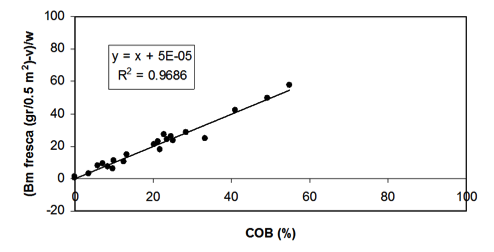 100
80
60
40
20
0
-20
(Bm fresca (gr/0.5 m²)-v)/w
y = x + 5E-05
R² = 0.9686
0 20 40 60 80 100
COB (%)